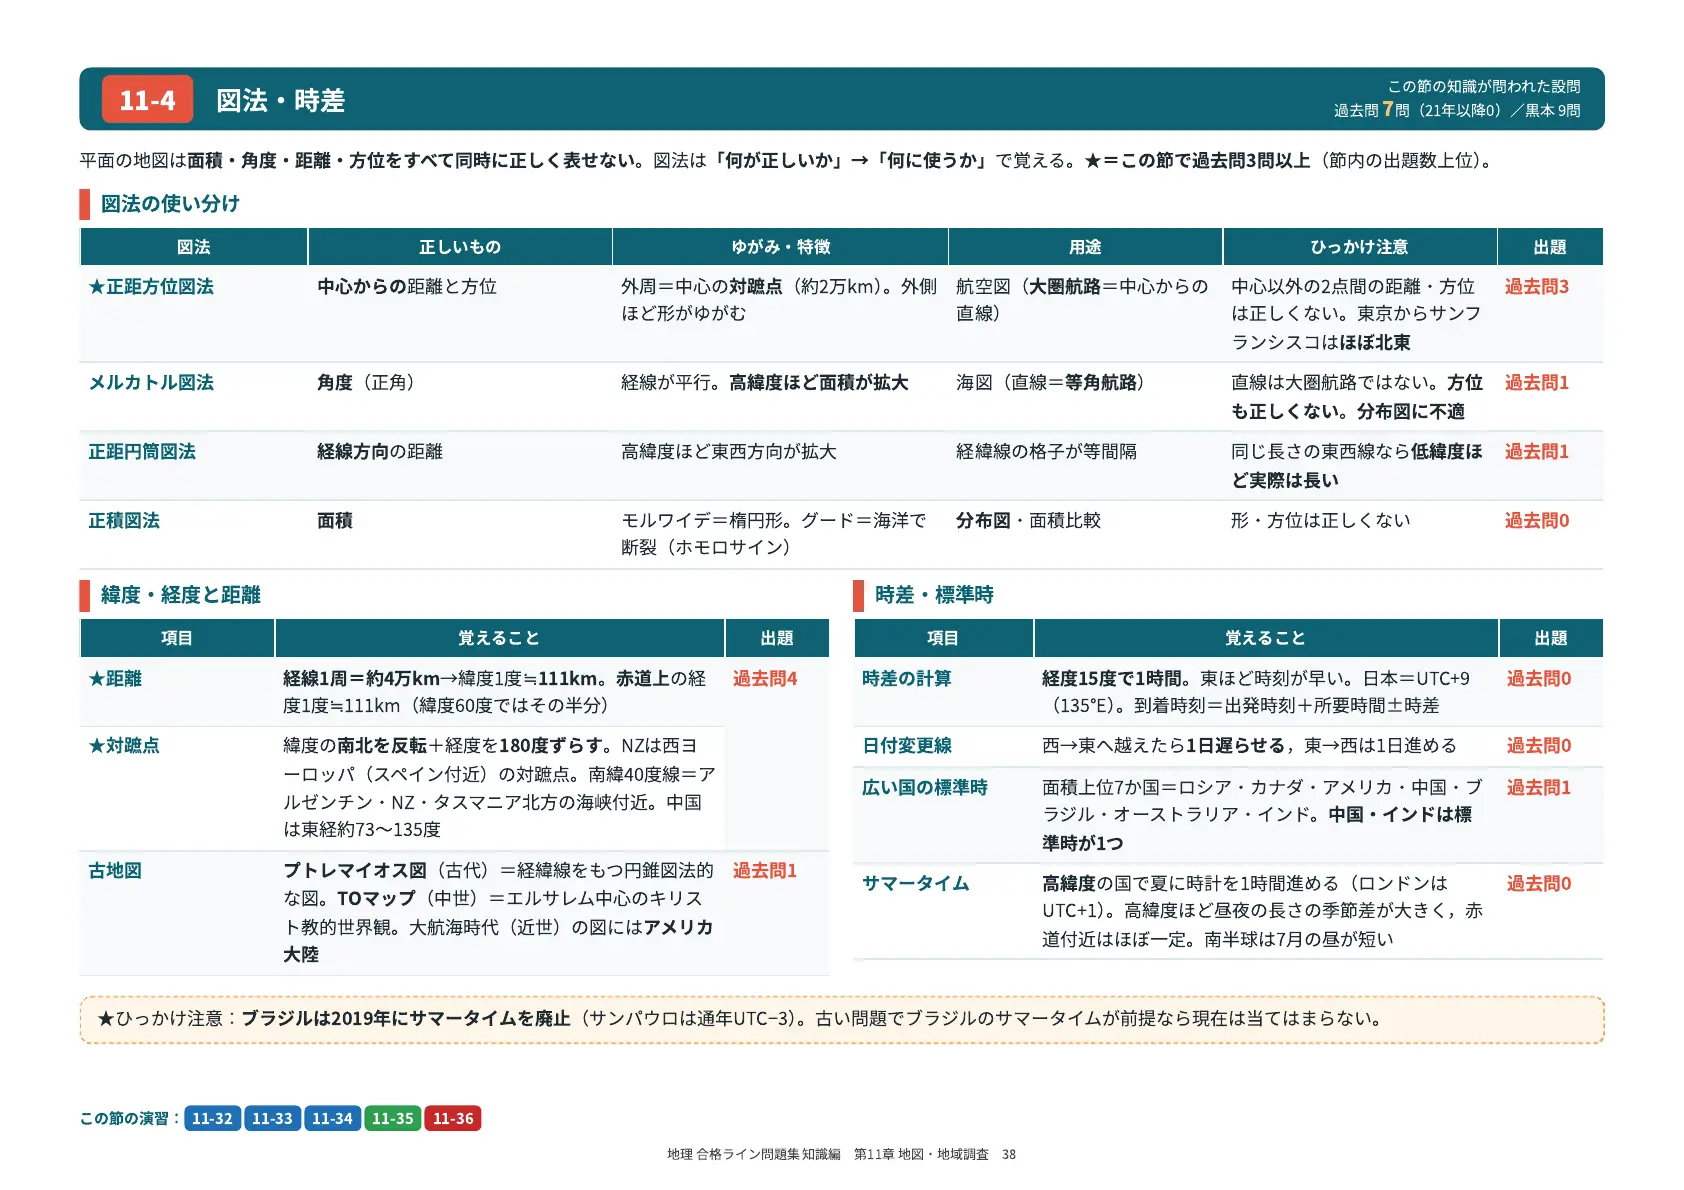 11-4 図法・時差
この節の知識が問われた設問
過去問 7問（21年以降0）／黒本 9問
平面の地図は面積・角度・距離・方位をすべて同時に正しく表せない。図法は「何が正しいか」→「何に使うか」で覚える。★＝この節で過去問3問以上（節内の出題数上位）。
図法の使い分け
図法 正しいもの ゆがみ・特徴 用途 ひっかけ注意 出題
★正距方位図法 中心からの距離と方位 外周＝中心の対蹠点（約2万km）。外側 航空図（大圏航路＝中心からの 中心以外の2点間の距離・方位 過去問3
ほど形がゆがむ 直線） は正しくない。東京からサンフ
ランシスコはほぼ北東
メルカトル図法 角度（正角） 経線が平行。高緯度ほど面積が拡大 海図（直線＝等角航路） 直線は大圏航路ではない。方位 過去問1
も正しくない。分布図に不適
正距円筒図法 経線方向の距離 高緯度ほど東西方向が拡大 経緯線の格子が等間隔 同じ長さの東西線なら低緯度ほ 過去問1
ど実際は長い
正積図法 面積 モルワイデ＝楕円形。グード＝海洋で 分布図・面積比較 形・方位は正しくない 過去問0
断裂（ホモロサイン）
緯度・経度と距離
項目 覚えること 出題
★距離 経線1周＝約4万km→緯度1度≒111km。赤道上の経 過去問4
度1度≒111km（緯度60度ではその半分）
★対蹠点 緯度の南北を反転＋経度を180度ずらす。NZは西ヨ
ーロッパ（スペイン付近）の対蹠点。南緯40度線＝ア
ルゼンチン・NZ・タスマニア北方の海峡付近。中国
は東経約73〜135度
古地図 プトレマイオス図（古代）＝経緯線をもつ円錐図法的 過去問1
な図。TOマップ（中世）＝エルサレム中心のキリス
ト教的世界観。大航海時代（近世）の図にはアメリカ
大陸
時差・標準時
項目 覚えること 出題
時差の計算 経度15度で1時間。東ほど時刻が早い。日本＝UTC+9 過去問0
（135°E）。到着時刻＝出発時刻＋所要時間±時差
日付変更線 西→東へ越えたら1日遅らせる，東→西は1日進める 過去問0
広い国の標準時 面積上位7か国＝ロシア・カナダ・アメリカ・中国・ブ 過去問1
ラジル・オーストラリア・インド。中国・インドは標
準時が1つ
サマータイム 高緯度の国で夏に時計を1時間進める（ロンドンは 過去問0
UTC+1）。高緯度ほど昼夜の長さの季節差が大きく，赤
道付近はほぼ一定。南半球は7月の昼が短い
★ひっかけ注意：ブラジルは2019年にサマータイムを廃止（サンパウロは通年UTC−3）。古い問題でブラジルのサマータイムが前提なら現在は当てはまらない。
この節の演習： 11-32 11-33 11-34 11-35 11-36
地理 合格ライン問題集 知識編 第11章 地図・地域調査 38